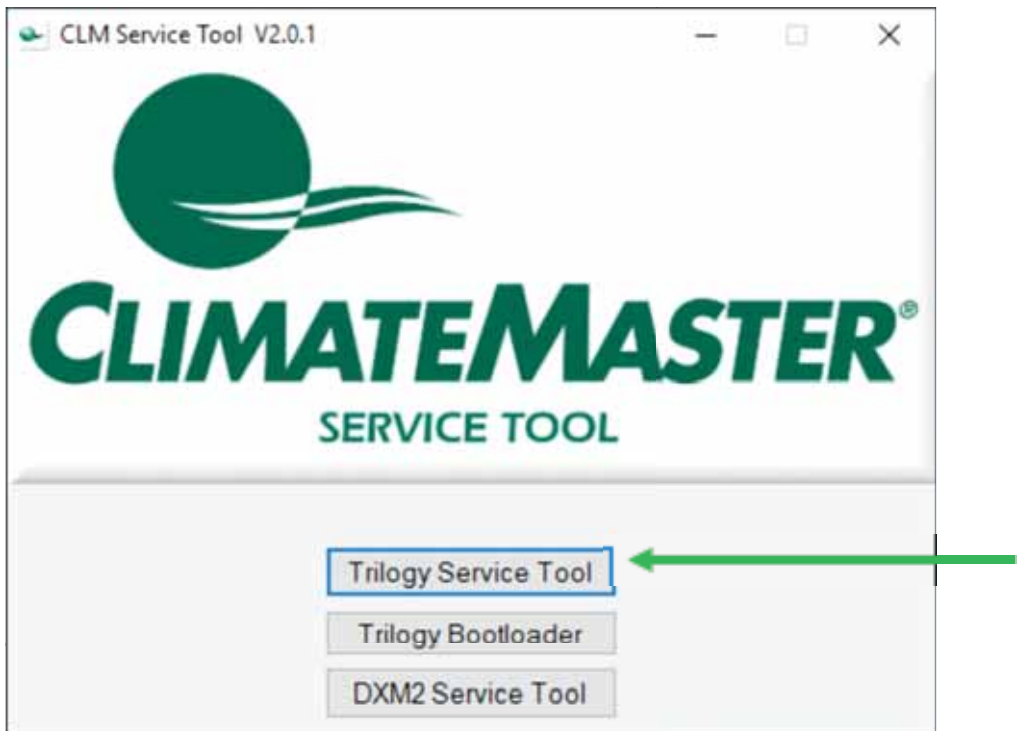 CLM Service Tool V2.0.1
CLIMATEMASTER®
SERVICE TOOL
Trilogy Service Tool
Trilogy Bootloader
DXM2 Service Tool